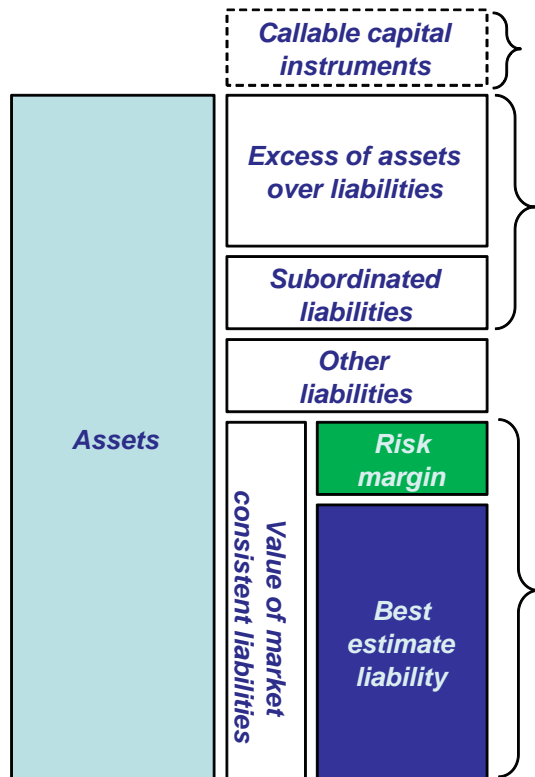 Callable capital
instruments
Excess of assets
over liabilities
Subordinated
liabilities
Other
liabilities
Assets
Risk
margin
Value of market
consistent liabilities
Best
estimate
liability